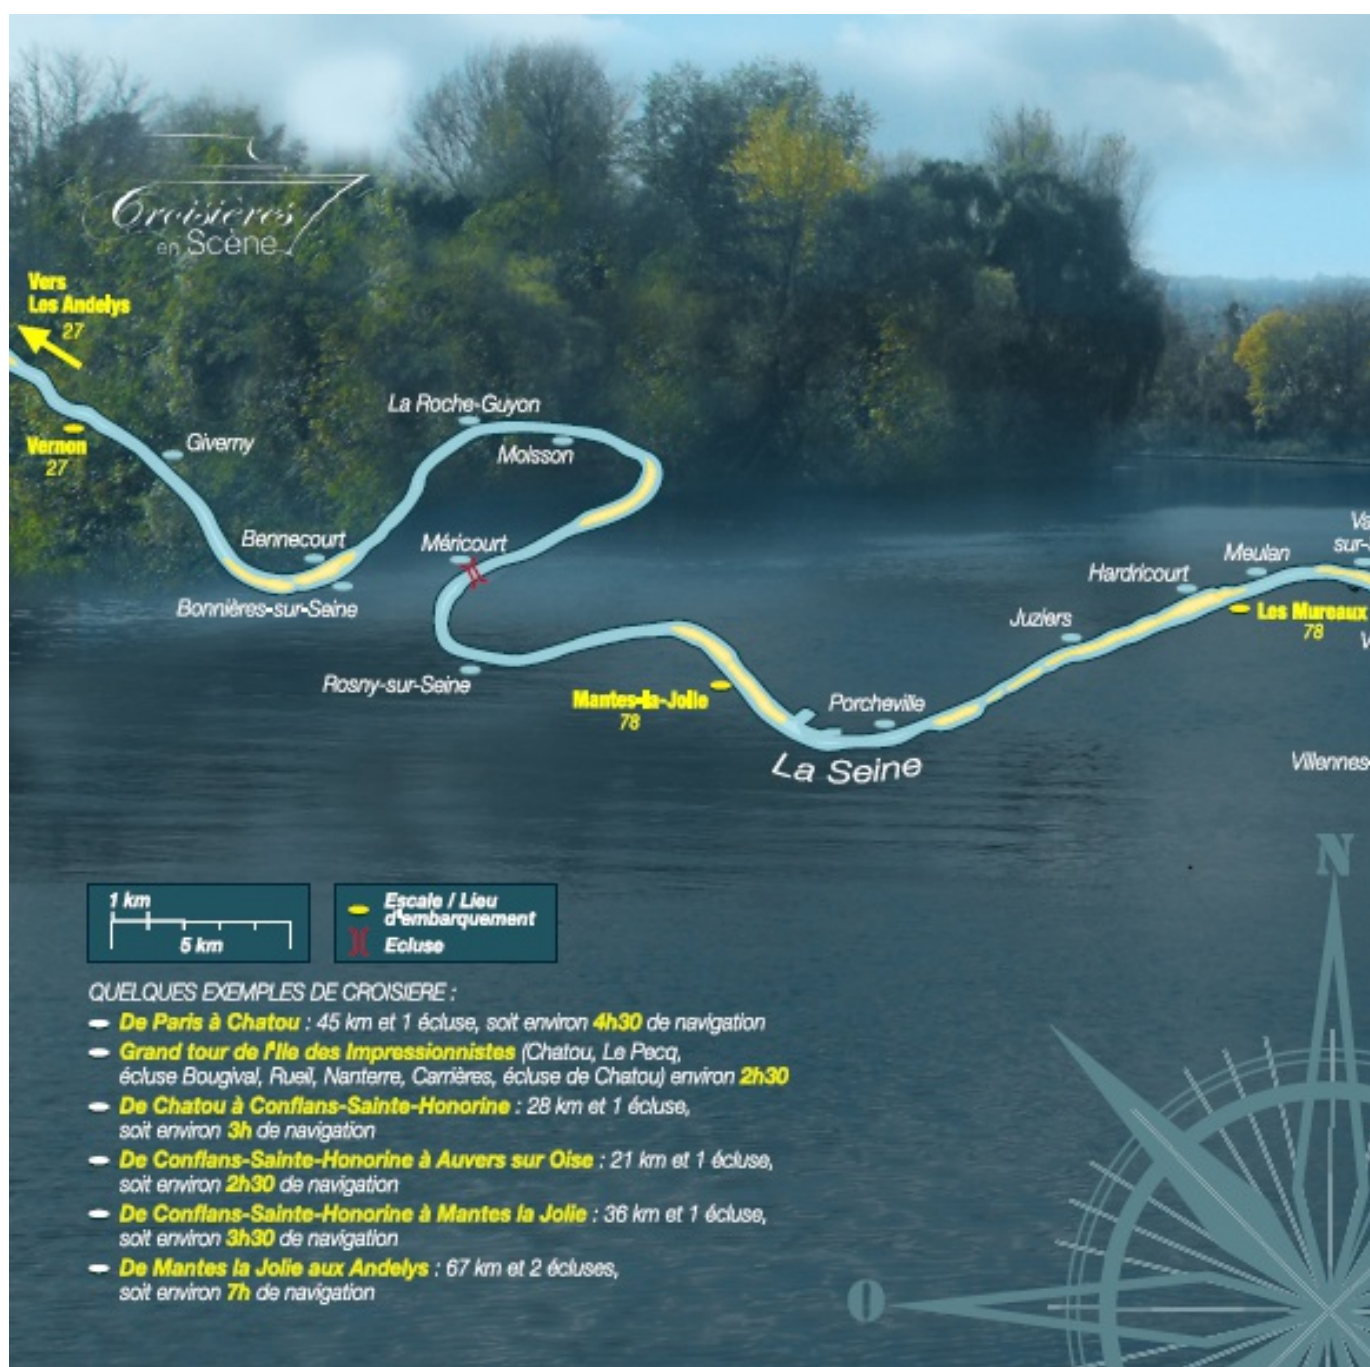 Croisières
en Scène
Vers
Les Andelys
27
Vernon
27
Giverny
La Roche-Guyon
Moisson
Bennecourt
Méricourt
Bonnières-sur-Seine
Rosny-sur-Seine
Mantes-la-Jolie
78
Porcheville
La Seine
Juziers
Hardricourt
Meulan
Les Mureaux
78
Va
sur-
V
Villennes-
N
1 km
5 km
Escale / Lieu
d'embarquement
Ecluse
QUELQUES EXEMPLES DE CROISIERE :
De Paris à Chatou : 45 km et 1 écluse, soit environ 4h30 de navigation
Grand tour de l'Ile des Impressionnistes (Chatou, Le Pecq,
écluse Bougival, Rueil, Nanterre, Carrières, écluse de Chatou) environ 2h30
De Chatou à Conflans-Sainte-Honorine : 28 km et 1 écluse,
soit environ 3h de navigation
De Conflans-Sainte-Honorine à Auvers sur Oise : 21 km et 1 écluse,
soit environ 2h30 de navigation
De Conflans-Sainte-Honorine à Mantes la Jolie : 36 km et 1 écluse,
soit environ 3h30 de navigation
De Mantes la Jolie aux Andelys : 67 km et 2 écluses,
soit environ 7h de navigation
O